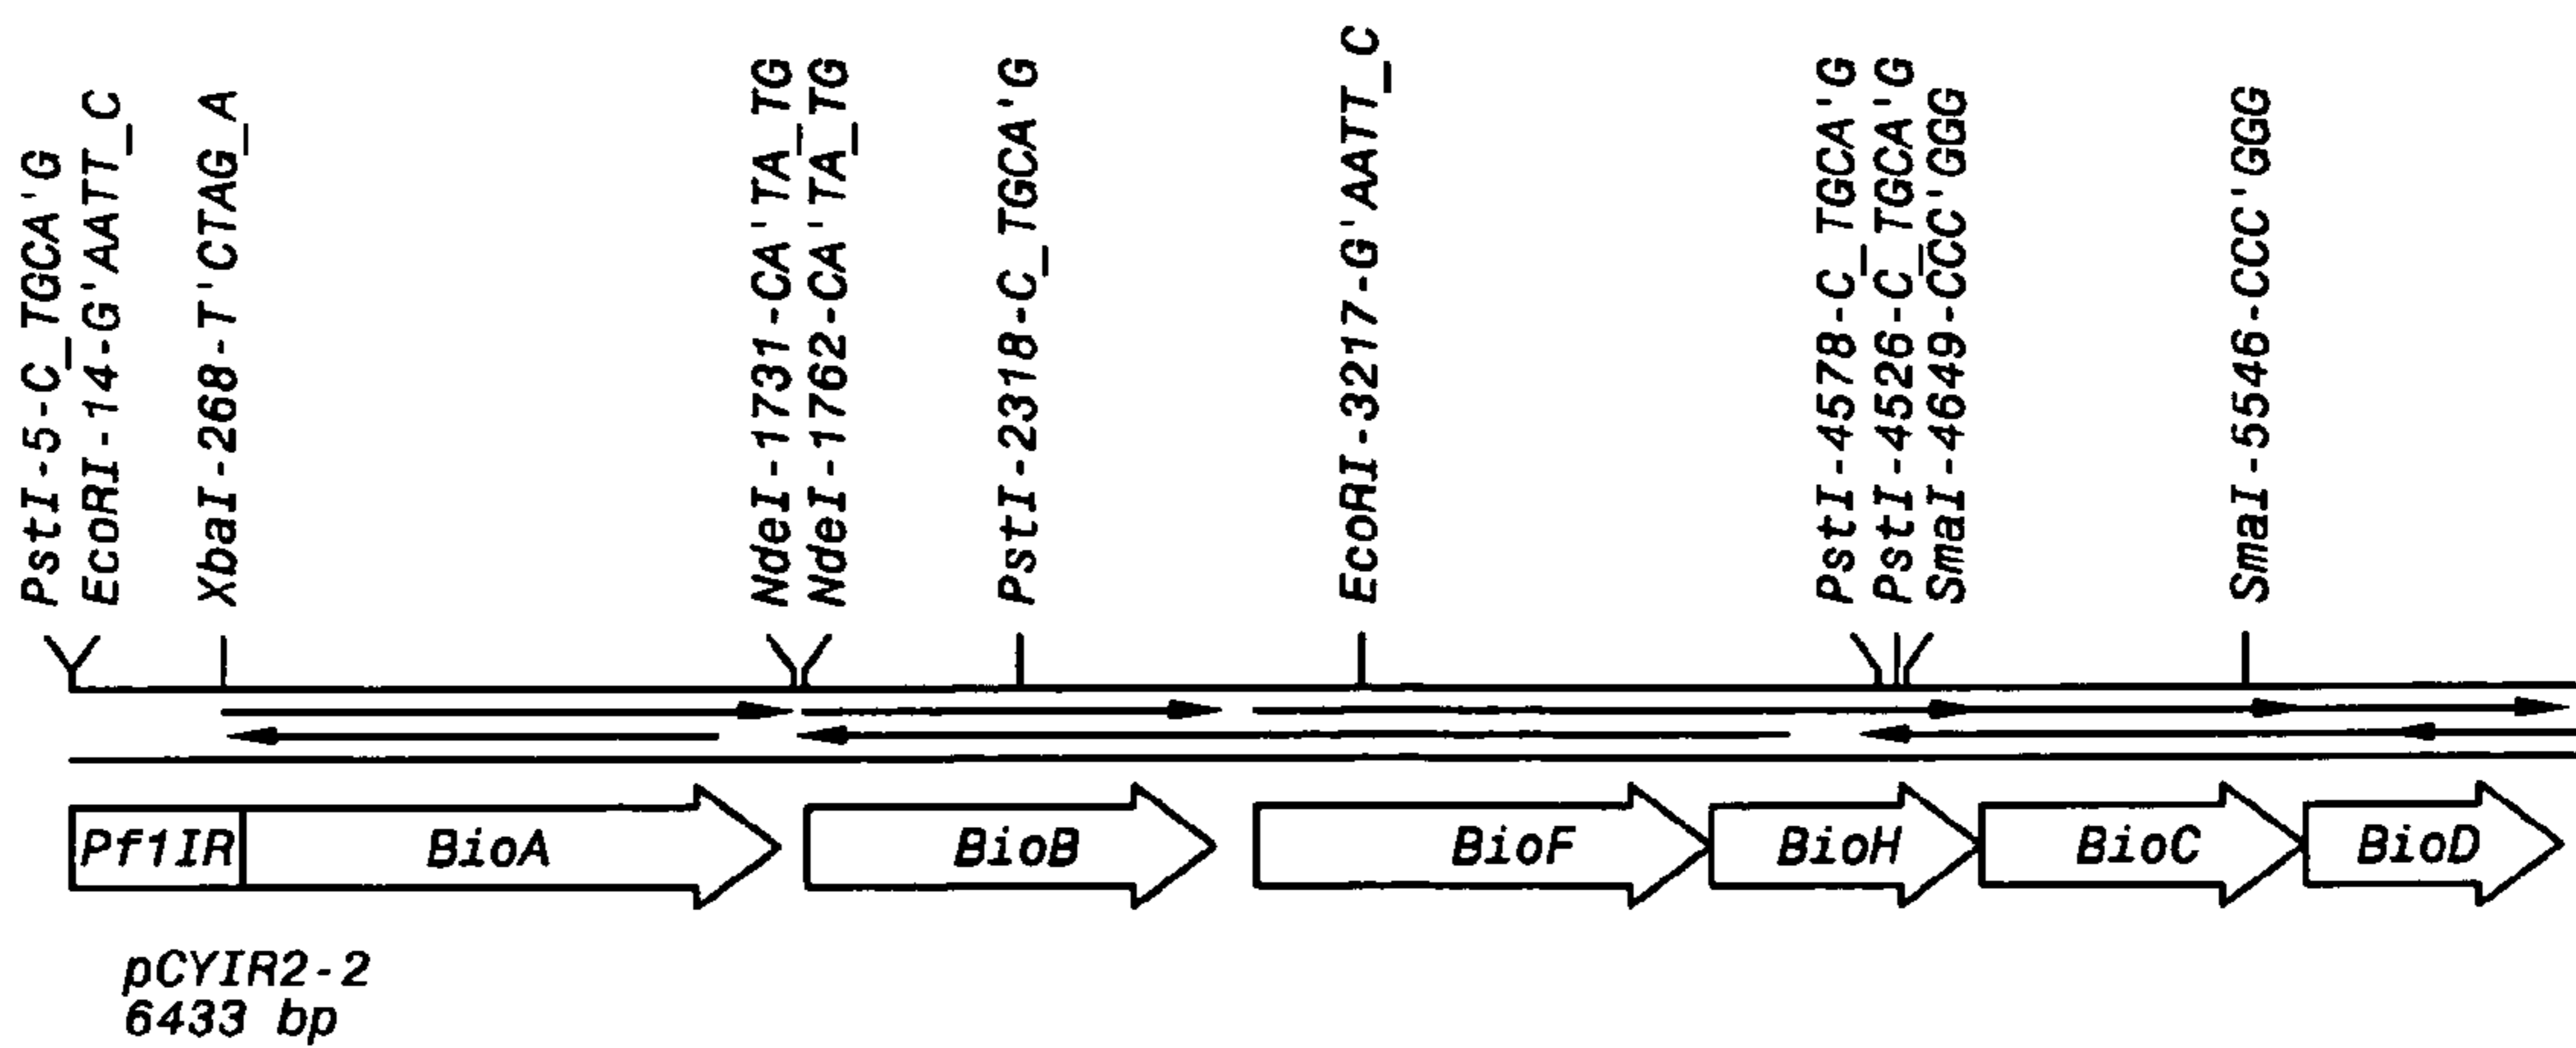 PstI-5-C_TGCA'G
EcoRI-14-G'AATT_C
XbaI-268-T'CTAG_A
NdeI-1731-CA'TA_TG
NdeI-1762-CA'TA_TG
PstI-2318-C_TGCA'G
EcoRI-3217-G'AATT_C
PstI-4578-C_TGCA'G
PstI-4526-C_TGCA'G
SmaI-4649-CCC'GGG
SmaI-5546-CCC'GGG
Pf1IR BioA BioB BioF BioH BioC BioD
pCYIR2-2
6433 bp